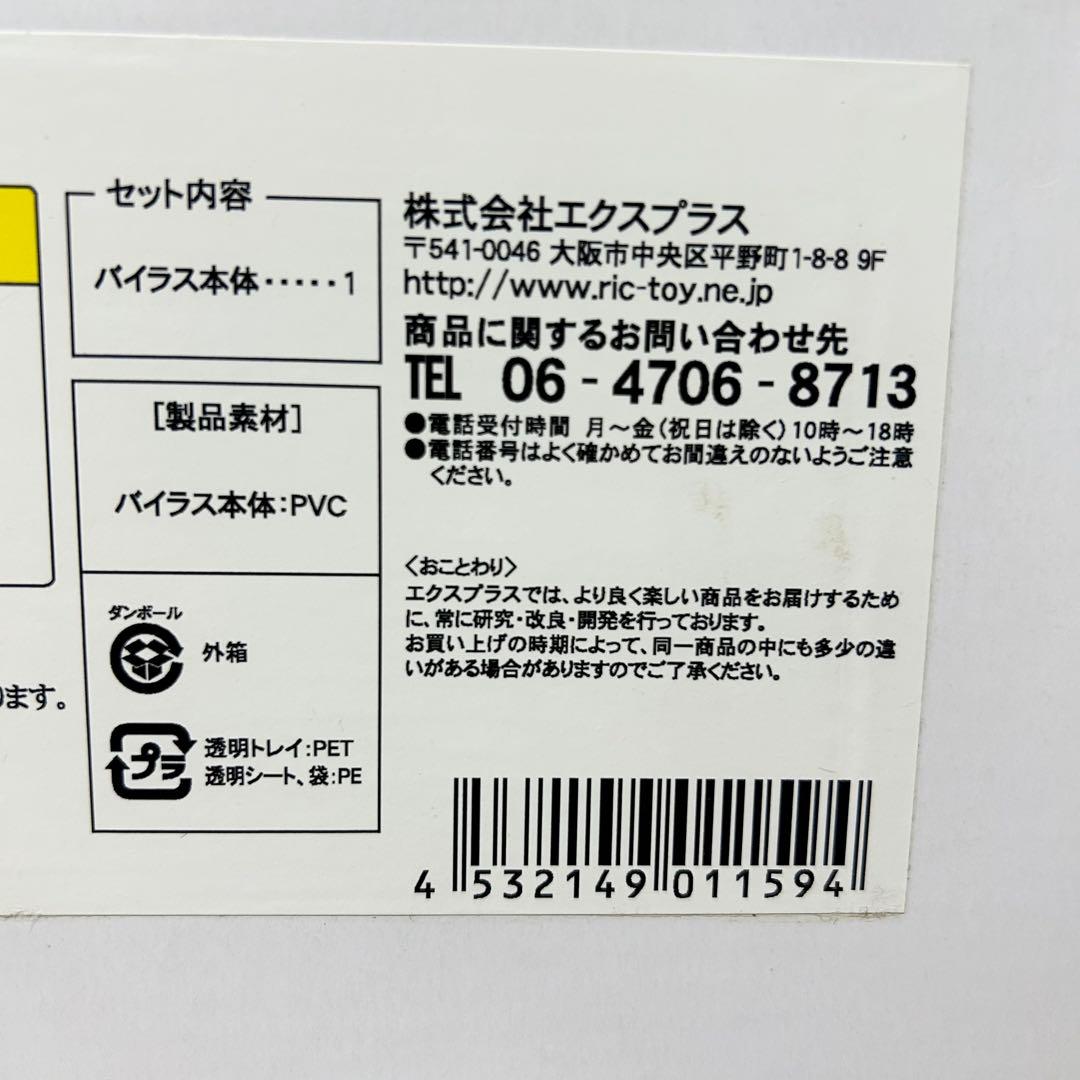 ります。
セット内容
バイラス本体・・・・・1
[製品素材]
バイラス本体:PVC
ダンボール
外箱
プラ
透明トレイ:PET
透明シート、袋:PE
株式会社エクスプラス
〒541-0046 大阪市中央区平野町1-8-8 9F
http://www.ric-toy.ne.jp
商品に関するお問い合わせ先
TEL 06-4706-8713
●電話受付時間 月～金(祝日は除く)10時～18時
●電話番号はよく確かめてお間違えのないようご注意
ください。
〈おことわり〉
エクスプラスでは、より良く楽しい商品をお届けするため
に、常に研究・改良・開発を行っております。
お買い上げの時期によって、同一商品の中にも多少の違
いがある場合がありますのでご了承ください。
4 532149 011594